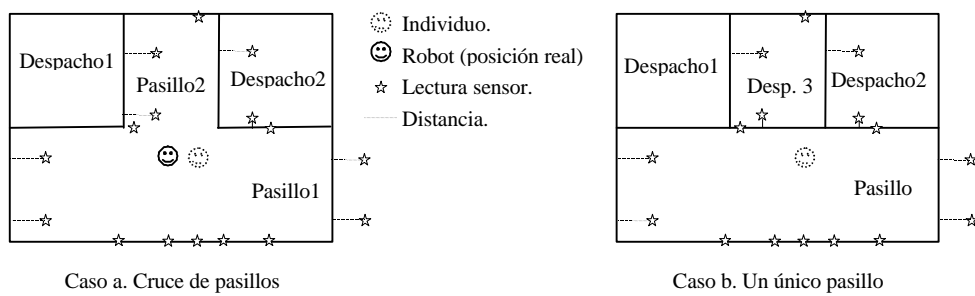 Despacho1
Pasillo2
Despacho2
Pasillo1
Individuo.
Robot (posición real)
Lectura sensor.
Distancia.
Despacho1
Desp. 3
Despacho2
Pasillo
Caso a. Cruce de pasillos
Caso b. Un único pasillo